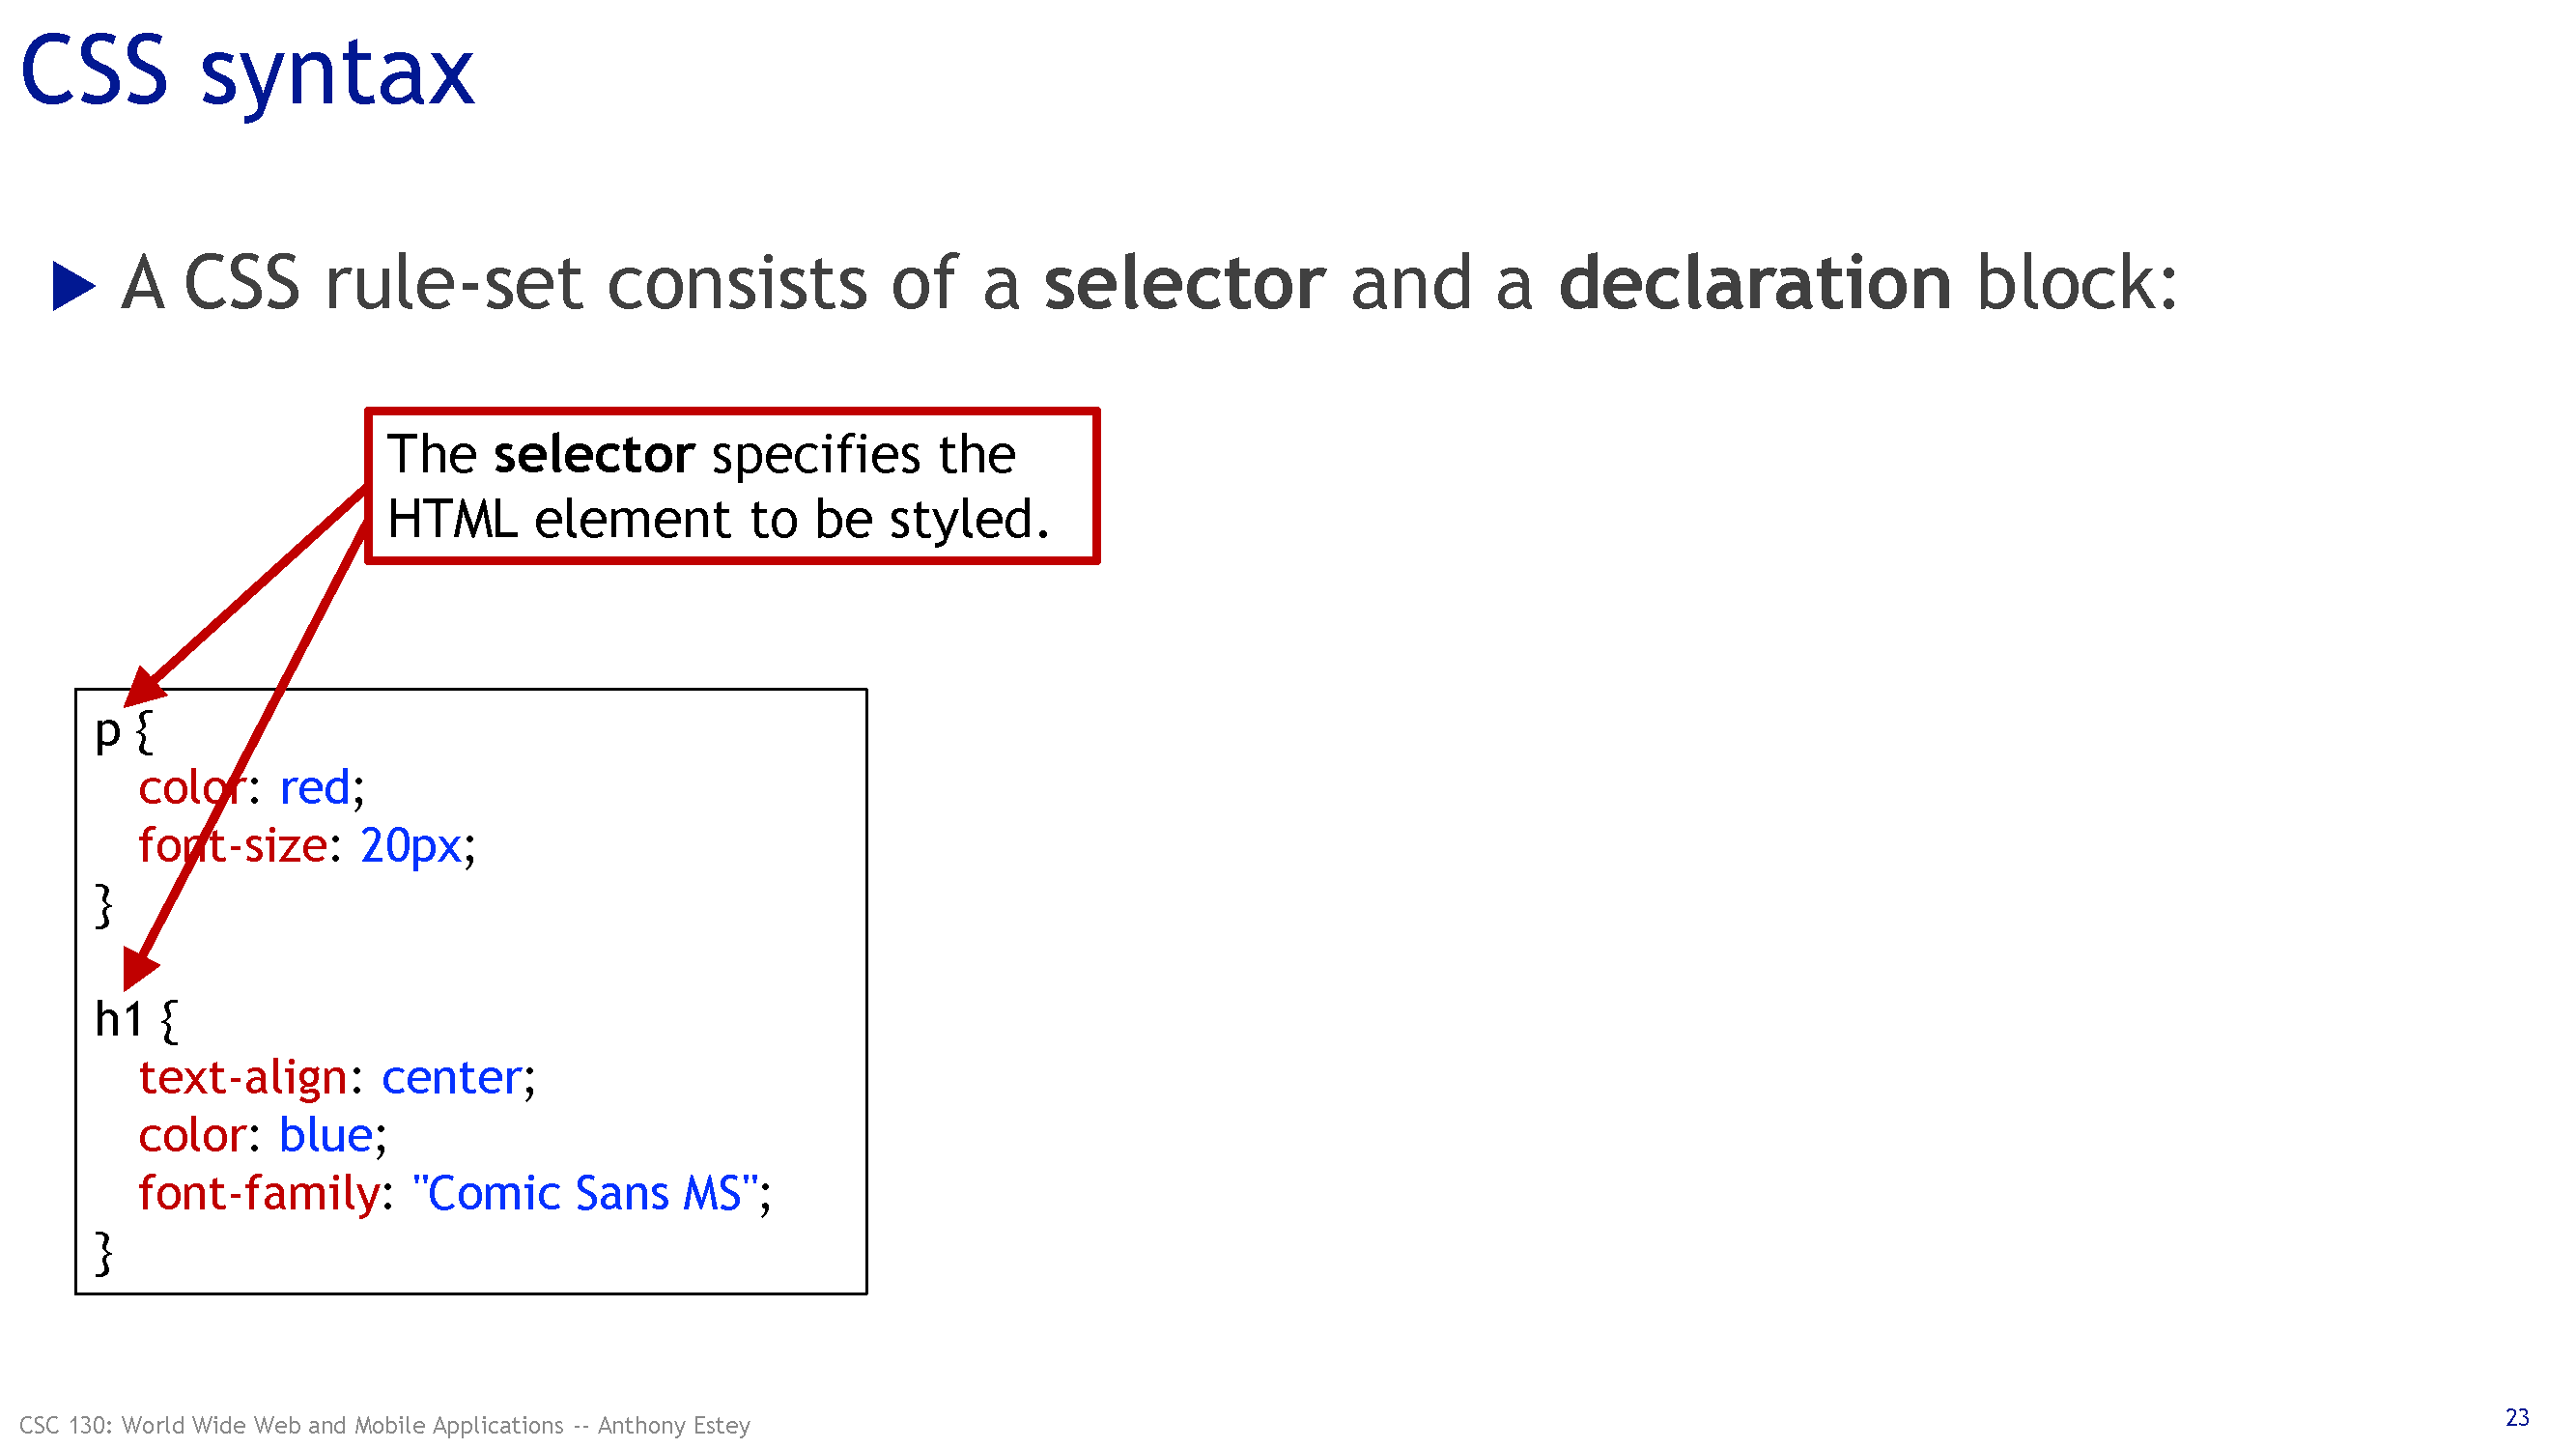 CSS syntax
A CSS rule-set consists of a selector and a declaration block:
The selector specifies the
HTML element to be styled.
p {
color: red;
font-size: 20px;
}
h1 {
text-align: center;
color: blue;
font-family: "Comic Sans MS";
}
CSC 130: World Wide Web and Mobile Applications -- Anthony Estey
23